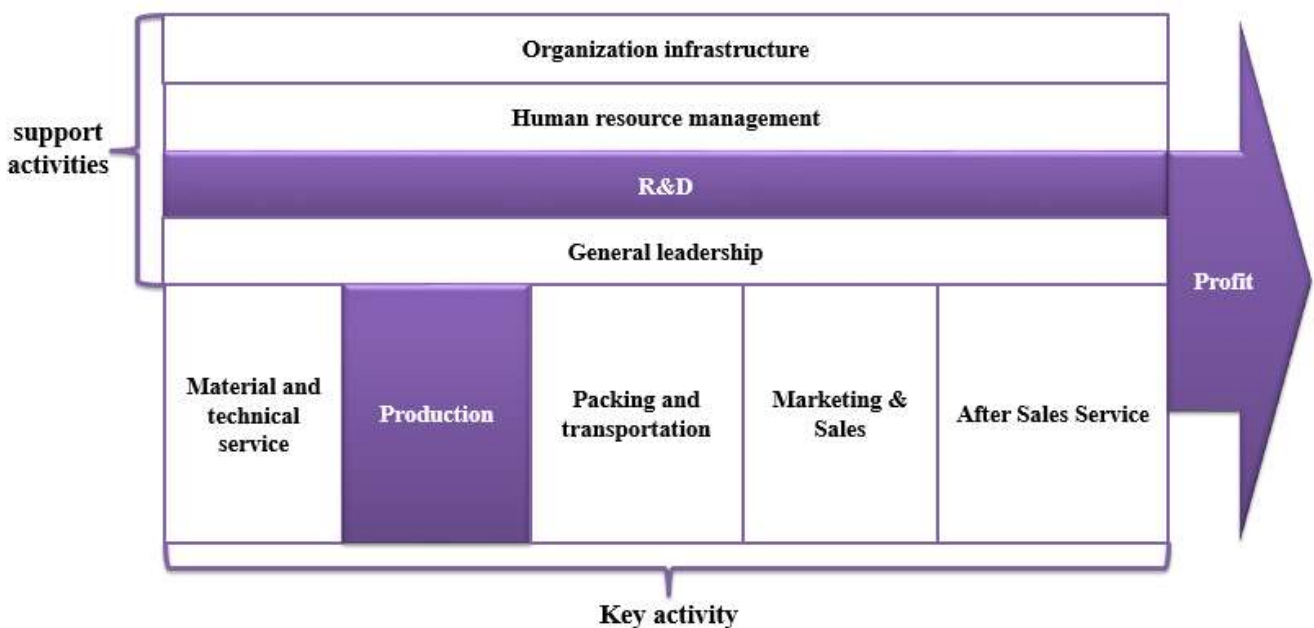 Organization infrastructure
Human resource management
support
activities
R&D
General leadership
Profit
Material and
technical
service
Production
Packing and
transportation
Marketing &
Sales
After Sales Service
Key activity